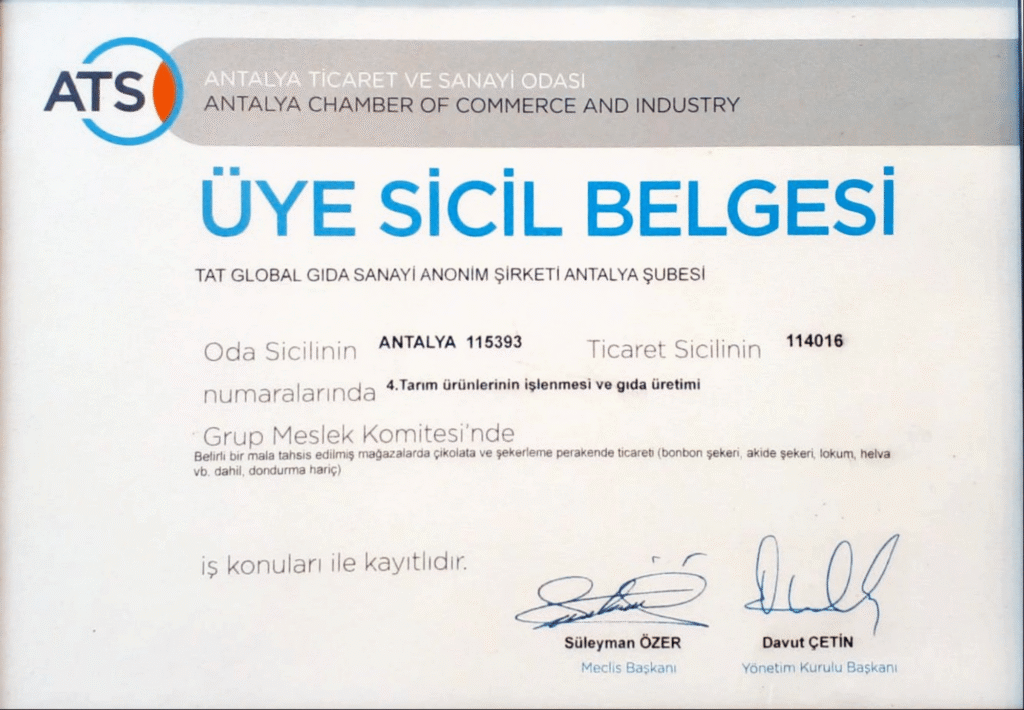 ATS
ANTALYA TİCARET VE SANAYİ ODASI
ANTALYA CHAMBER OF COMMERCE AND INDUSTRY
ÜYE SİCİL BELGESİ
TAT GLOBAL GIDA SANAYİ ANONİM ŞİRKETİ ANTALYA ŞUBESİ
Oda Sicilinin ANTALYA 115393 Ticaret Sicilinin 114016
numaralarında 4.Tarım ürünlerinin işlenmesi ve gıda üretimi
Grup Meslek Komitesi'nde
Belirli bir mala tahsis edilmiş mağazalarda çikolata ve şekerleme perakende ticareti (bonbon şekeri, akide şekeri, lokum, helva
vb. dahil, dondurma hariç)
iş konuları ile kayıtlıdır.
Süleyman ÖZER Davut ÇETİN
Meclis Başkanı Yönetim Kurulu Başkanı